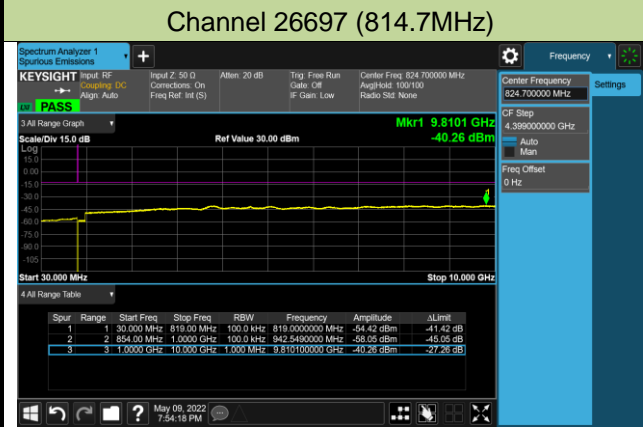 Channel 26697 (814.7MHz)
Spectrum Analyzer 1
Spurious Emissions
Frequency
KEYSIGHT
Input: RF
Coupling: DC
Align: Auto
Input Z: 50 Ω
Corrections: On
Freq Ref: Int (S)
Atten: 20 dB
Trig: Free Run
Gate: Off
IF Gain: Low
Center Freq: 824.700000 MHz
Avg|Hold: 100/100
Radio Std: None
PASS
Center Frequency
824.700000 MHz
Settings
CF Step
4.399000000 GHz
Auto
Man
Freq Offset
0 Hz
3 All Range Graph
Mkr1 9.8101 GHz
Scale/Div 15.0 dB
Ref Value 30.00 dBm
-40.26 dBm
Log
15.0
0.00
-15.0
-30.0
-45.0
-60.0
-75.0
-90.0
-105
Start 30.000 MHz
Stop 10.000 GHz
4 All Range Table
Spur Range Start Freq Stop Freq RBW Frequency Amplitude ΔLimit
1 1 30.000 MHz 819.00 MHz 100.0 kHz 819.0000000 MHz -54.42 dBm -41.42 dB
2 2 854.00 MHz 1.0000 GHz 100.0 kHz 942.5490000 MHz -58.05 dBm -45.05 dB
3 3 1.0000 GHz 10.000 GHz 1.000 MHz 9.810100000 GHz -40.26 dBm -27.26 dB
May 09, 2022
7:54:18 PM